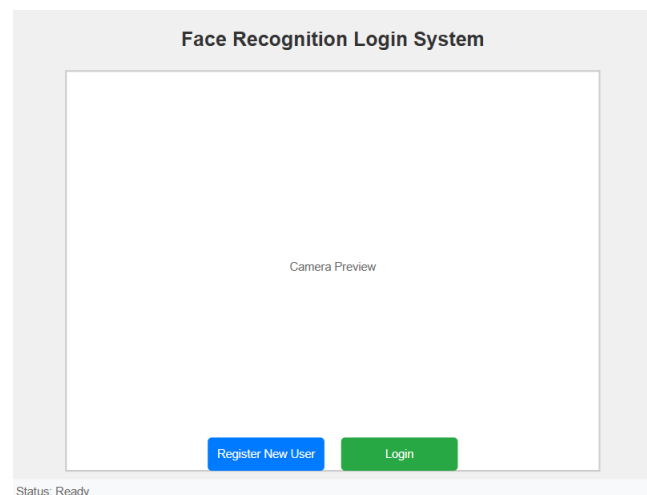 Face Recognition Login System
Camera Preview
Register New User
Login
Status: Ready